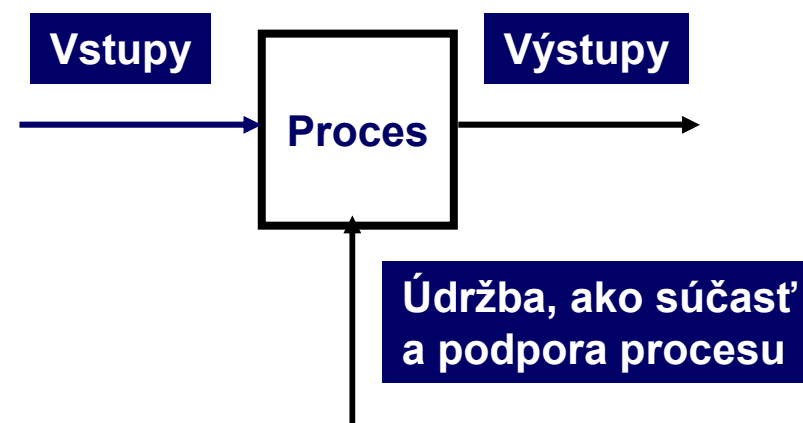 Vstupy
Výstupy
Proces
Údržba, ako súčasť
a podpora procesu